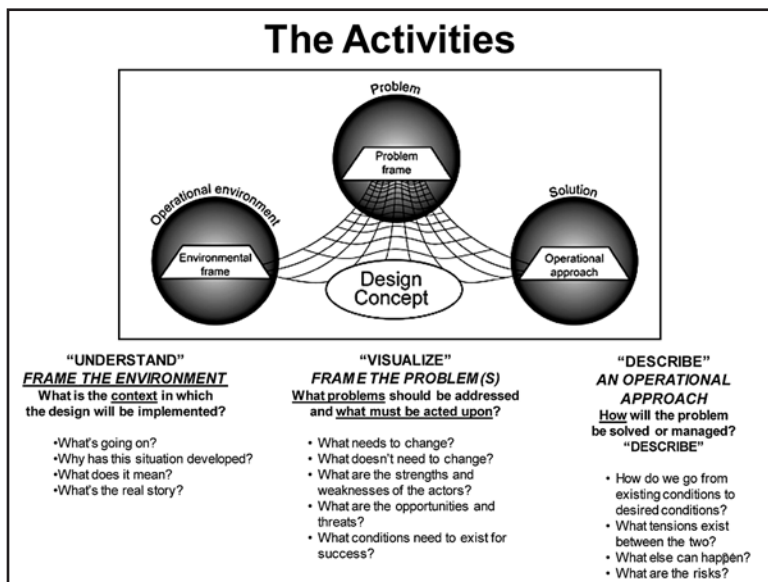 The Activities
Problem
Problem
frame
Operational environment
Environmental
frame
Solution
Operational
approach
Design
Concept
“UNDERSTAND”
FRAME THE ENVIRONMENT
What is the context in which
the design will be implemented?
•What's going on?
•Why has this situation developed?
•What does it mean?
•What's the real story?
“VISUALIZE”
FRAME THE PROBLEM(S)
What problems should be addressed
and what must be acted upon?
• What needs to change?
• What doesn't need to change?
• What are the strengths and
weaknesses of the actors?
• What are the opportunities and
threats?
• What conditions need to exist for
success?
“DESCRIBE”
AN OPERATIONAL
APPROACH
How will the problem
be solved or managed?
“DESCRIBE”
• How do we go from
existing conditions to
desired conditions?
• What tensions exist
between the two?
• What else can happen?
• What are the risks?